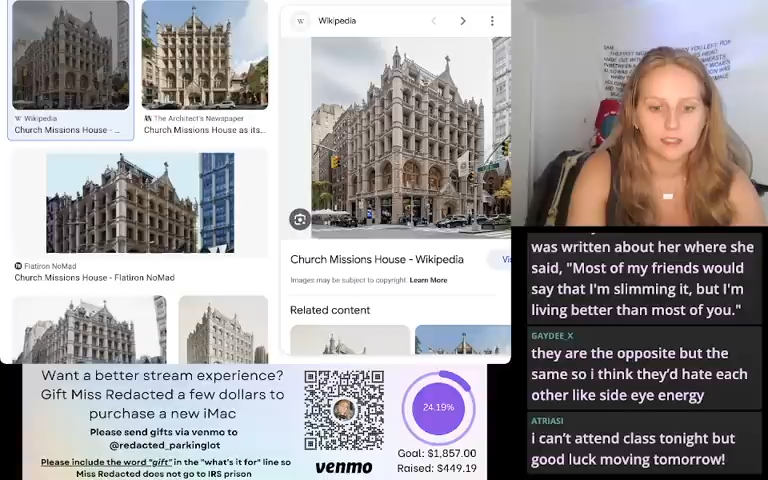 Wikipedia
Wikipedia
Church Missions House - ...
The Architect's Newspaper
Church Missions House as its...
Flatiron NoMad
Church Missions House - Flatiron NoMad
Church Missions House - Wikipedia
Images may be subject to copyright. Learn More
Related content
was written about her where she
said, "Most of my friends would
say that I'm slimming it, but I'm
living better than most of you."
GAYDEE_X
they are the opposite but the
same so i think they'd hate each
other like side eye energy
ATRIASI
i can't attend class tonight but
good luck moving tomorrow!
Want a better stream experience?
Gift Miss Redacted a few dollars to
purchase a new iMac
Please send gifts via venmo to
@redacted_parkinglot
Please include the word "gift" in the "what's it for" line so
Miss Redacted does not go to IRS prison
venmo
24.19%
Goal: $1,857.00
Raised: $449.19